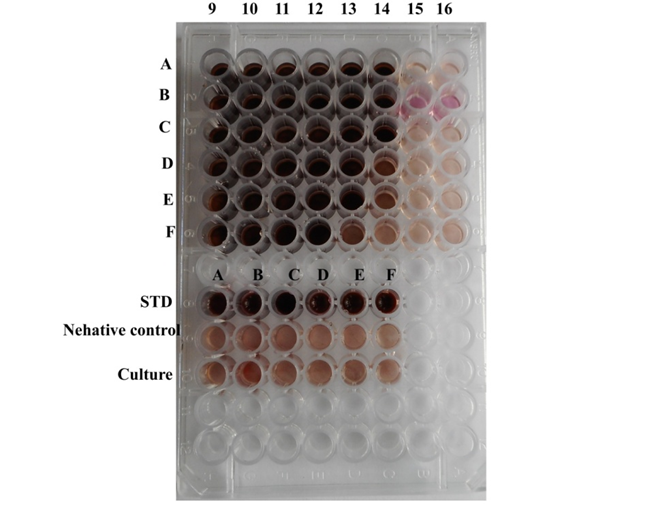 9 10 11 12 13 14 15 16
A
B
C
D
E
F
A B C D E F
STD
Nehative control
Culture